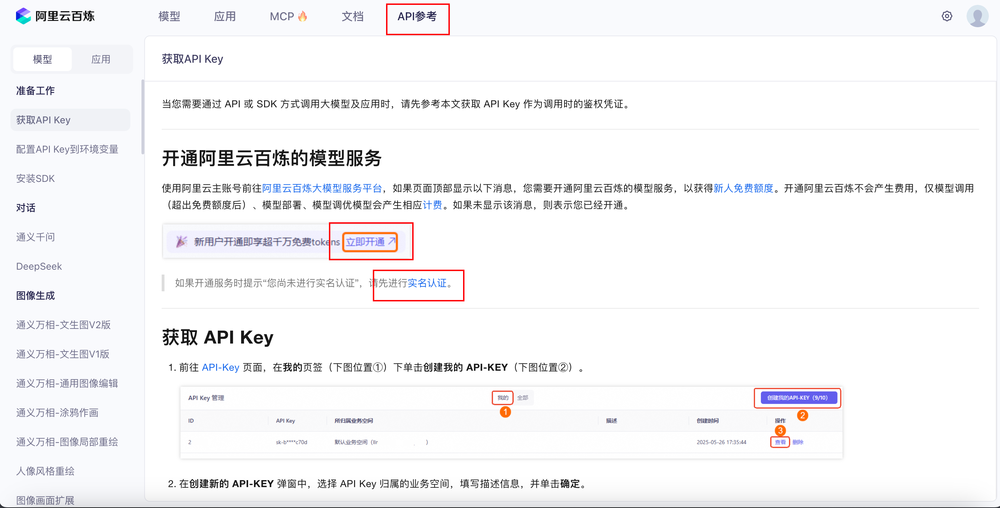 阿里云百炼
模型 应用 MCP 文档 API参考
模型 应用
准备工作
获取API Key
配置API Key到环境变量
安装SDK
对话
通义千问
DeepSeek
图像生成
通义万相-文生图V2版
通义万相-文生图V1版
通义万相-通用图像编辑
通义万相-涂鸦作画
通义万相-图像局部重绘
人像风格重绘
图像画面扩展
获取API Key
当您需要通过 API 或 SDK 方式调用大模型及应用时，请先参考本文获取 API Key 作为调用时的鉴权凭证。
开通阿里云百炼的模型服务
使用阿里云主账号前往阿里云百炼大模型服务平台，如果页面顶部显示以下消息，您需要开通阿里云百炼的模型服务，以获得新人免费额度。开通阿里云百炼不会产生费用，仅模型调用
（超出免费额度后）、模型部署、模型调优模型会产生相应计费。如果未显示该消息，则表示您已经开通。
新用户开通即享超千万免费tokens 立即开通
如果开通服务时提示“您尚未进行实名认证”，请先进行实名认证。
获取 API Key
1. 前往 API-Key 页面，在我的页签（下图位置①）下单击创建我的 API-KEY（下图位置②）。
API Key 管理 我的 全部 创建我的API-KEY（9/10）
1
2
ID API Key 所归属业务空间 描述 创建时间 操作
3
2 sk-b****c70d 默认业务空间（llr ） 2025-05-26 17:35:44 查看 删除
2. 在创建新的 API-KEY 弹窗中，选择 API Key 归属的业务空间，填写描述信息，并单击确定。